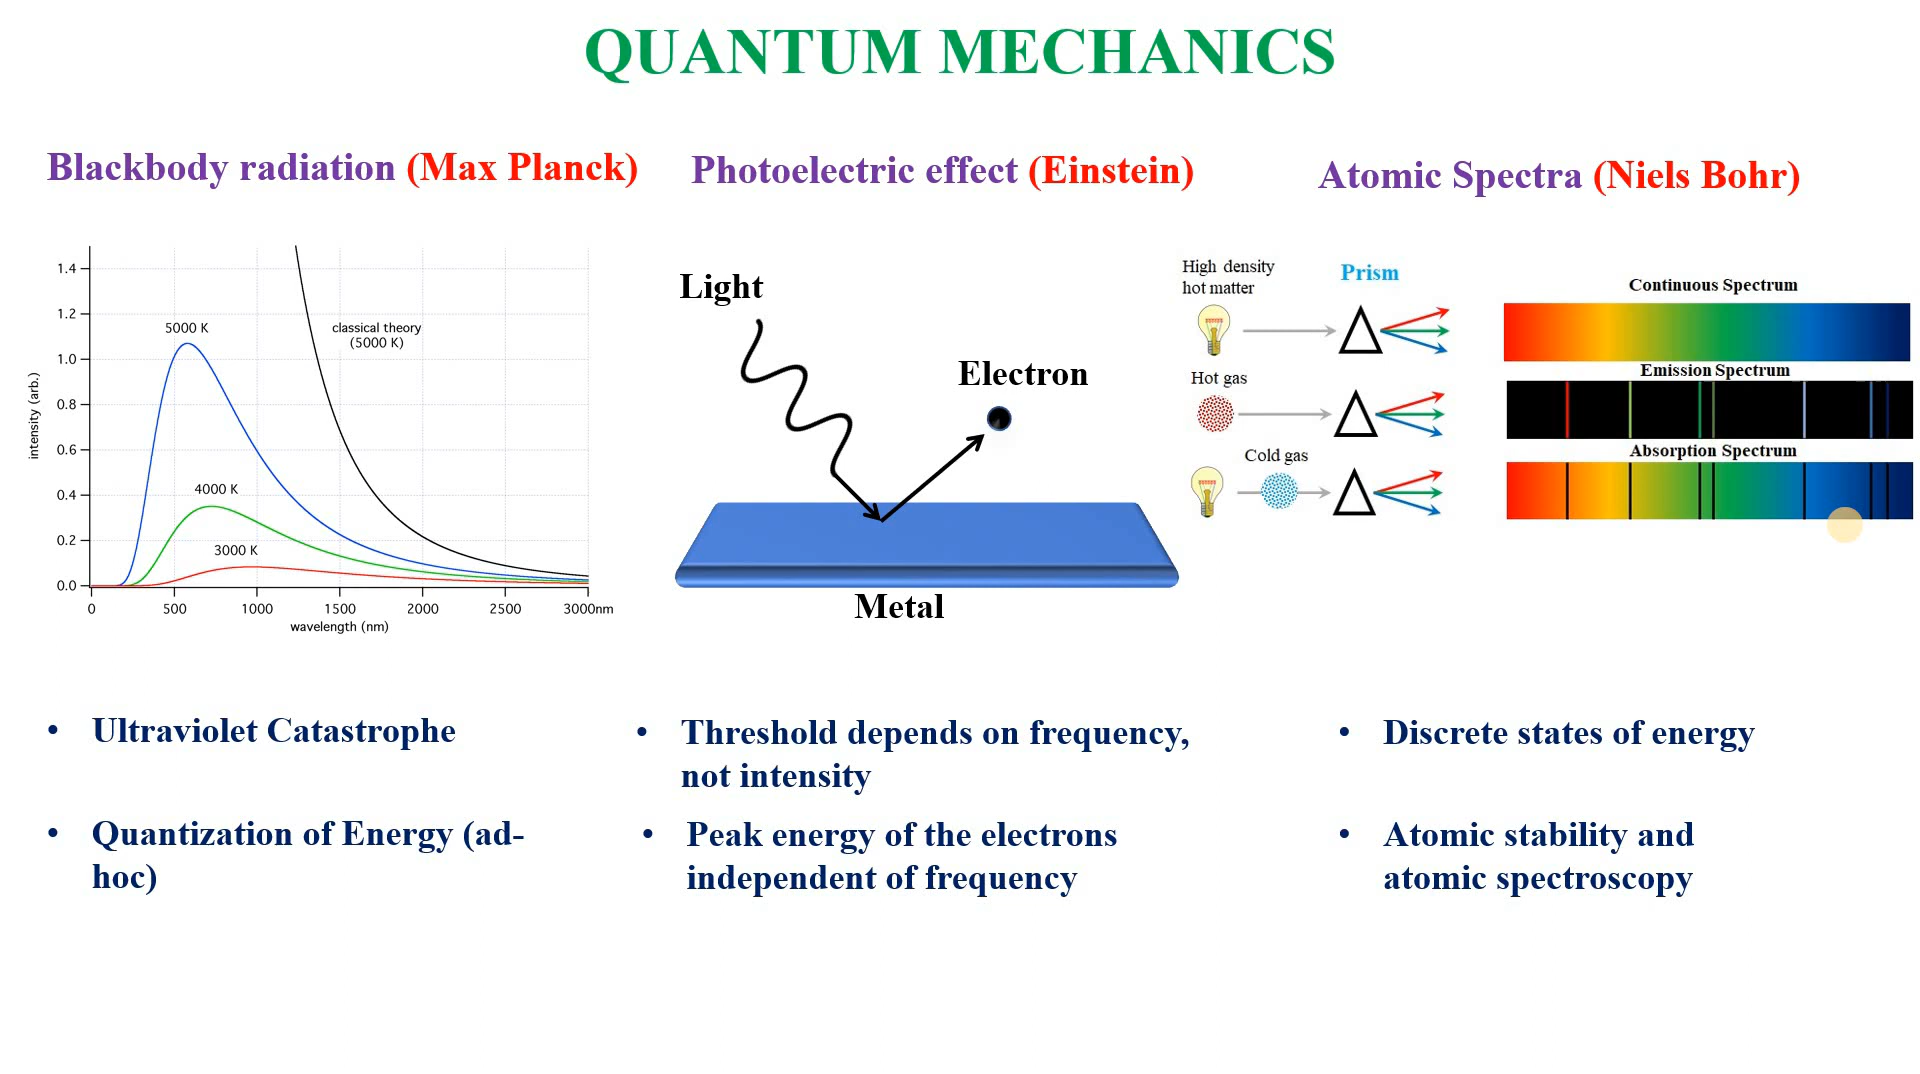 QUANTUM MECHANICS
Blackbody radiation (Max Planck)
1.4
1.2
1.0
0.8
0.6
0.4
0.2
0.0
intensity (arb.)
5000 K
classical theory
(5000 K)
4000 K
3000 K
0 500 1000 1500 2000 2500 3000nm
wavelength (nm)
• Ultraviolet Catastrophe
• Quantization of Energy (ad-
hoc)
Photoelectric effect (Einstein)
Light
Electron
Metal
• Threshold depends on frequency,
not intensity
• Peak energy of the electrons
independent of frequency
Atomic Spectra (Niels Bohr)
High density
hot matter
Prism
Continuous Spectrum
Hot gas
Emission Spectrum
Cold gas
Absorption Spectrum
• Discrete states of energy
• Atomic stability and
atomic spectroscopy